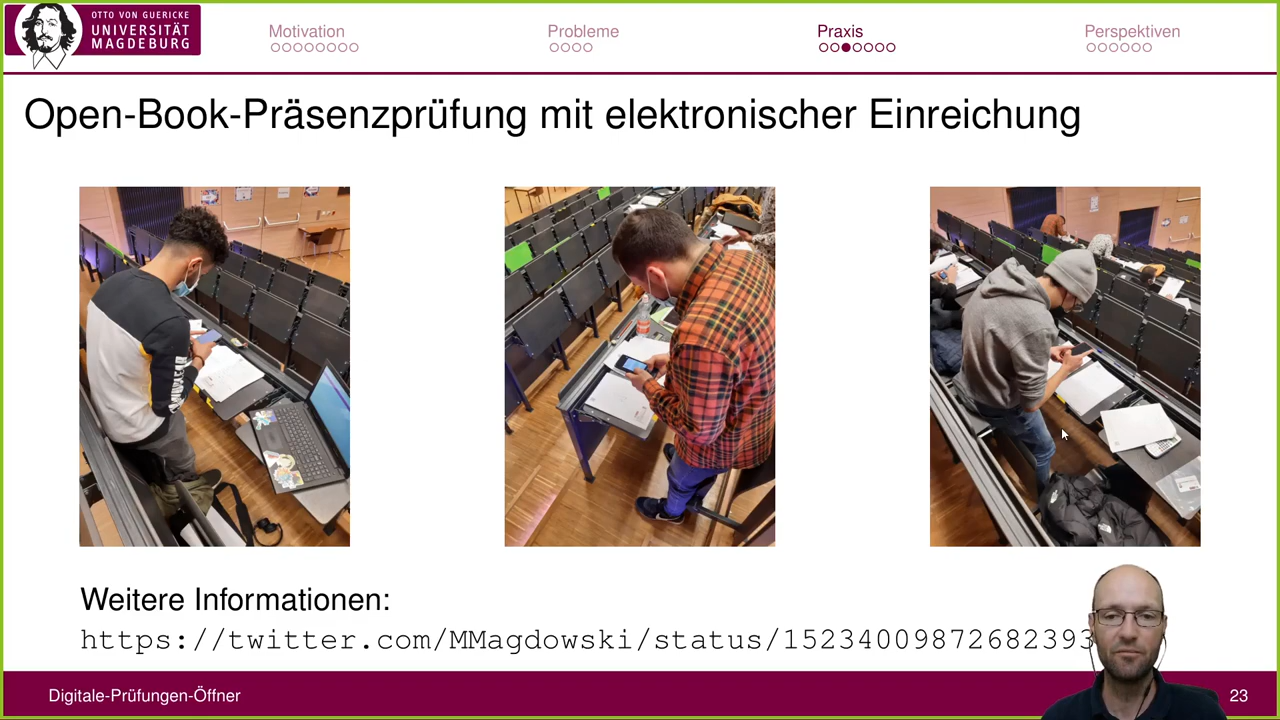 OTTO VON GUERICKE
UNIVERSITÄT
MAGDEBURG
Motivation
Probleme
Praxis
Perspektiven
Open-Book-Präsenzprüfung mit elektronischer Einreichung
Weitere Informationen:
https://twitter.com/MMagdowski/status/15234009872682393
Digitale-Prüfungen-Öffner
23